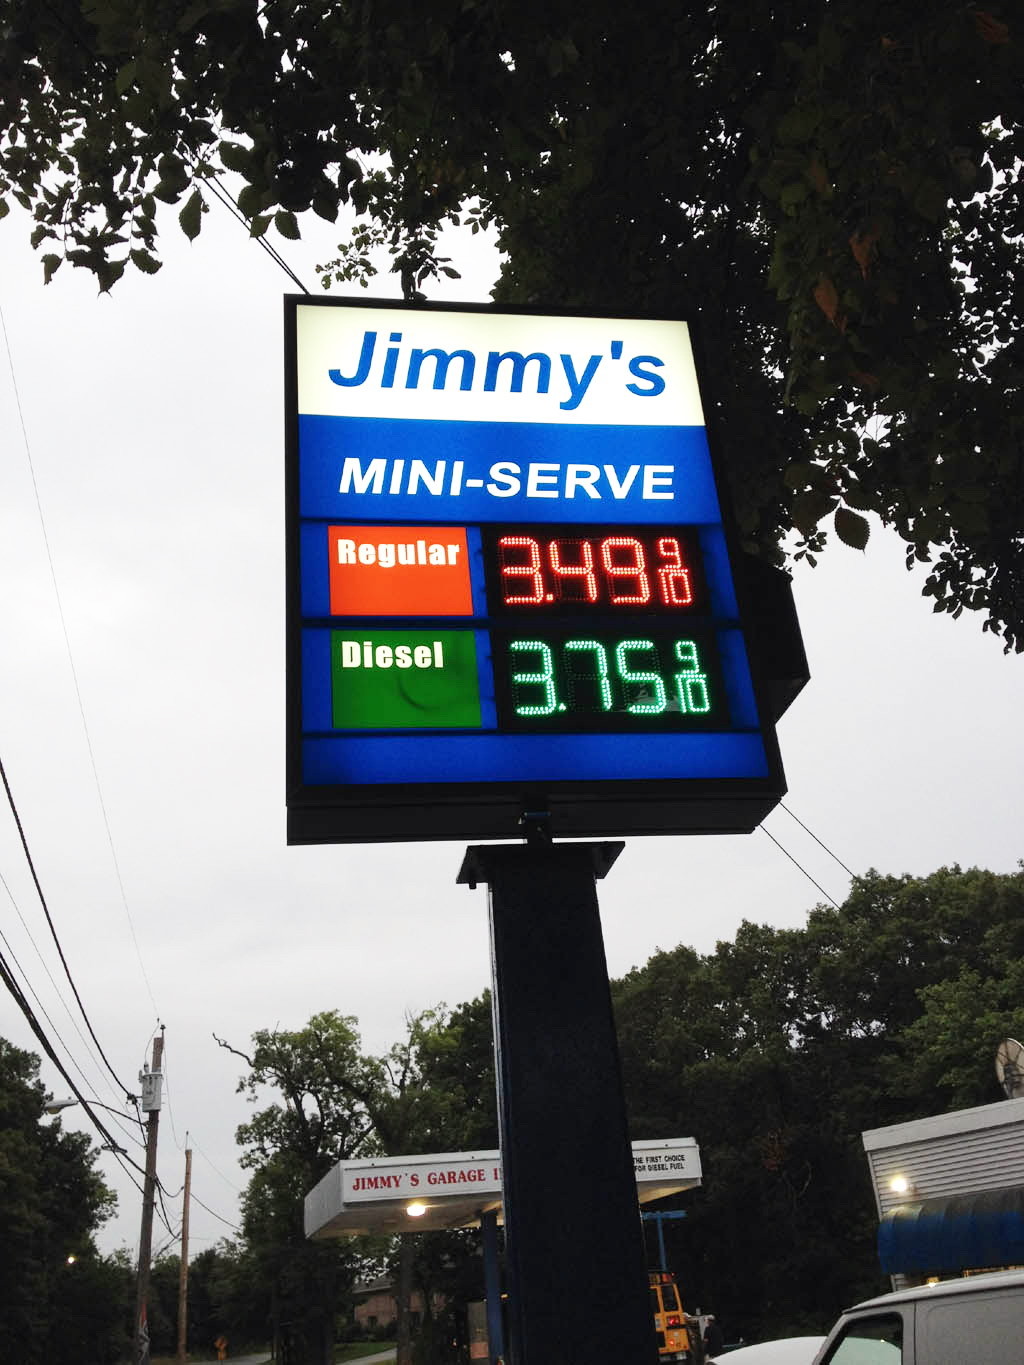 Jimmy's
MINI-SERVE
Regular 3.49 9/10
Diesel 3.75 9/10
JIMMY'S GARAGE
THE FIRST CHOICE
FOR DIESEL FUEL